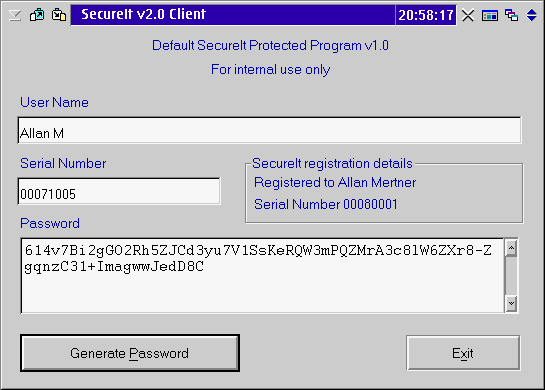 SecureIt v2.0 Client 20:58:17
Default SecureIt Protected Program v1.0
For internal use only
User Name
Allan M
Serial Number
00071005
SecureIt registration details
Registered to Allan Mertner
Serial Number 00080001
Password
614v7Bi2gGO2Rh5ZJCd3yu7V1SsKeRQW3mPQZMrA3c8lW6ZXr8-Z
gqnzC31+ImagwwJedD8C
Generate Password
Exit